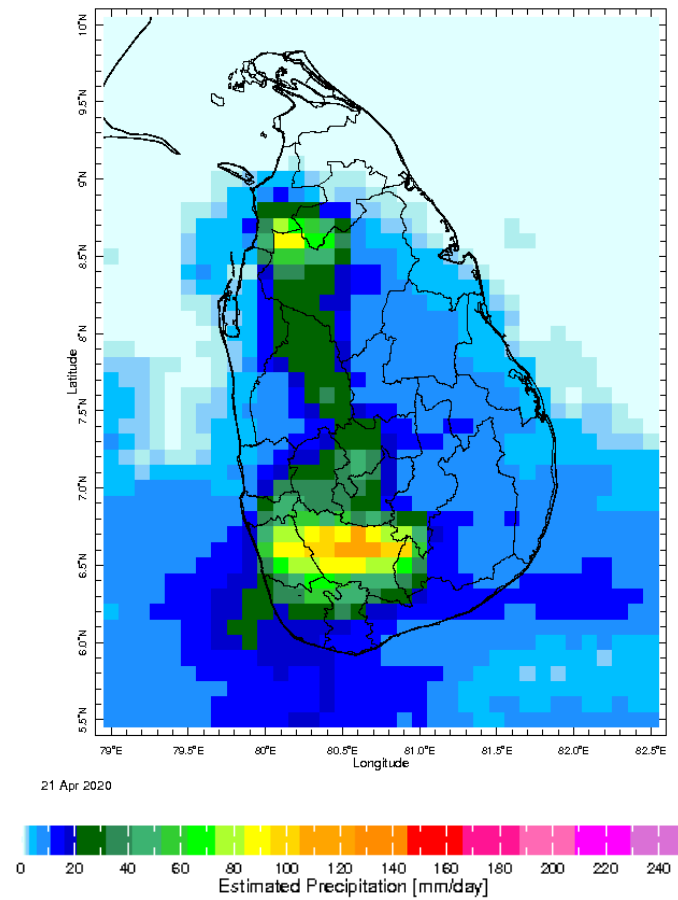 10°N
9.5°N
9°N
8.5°N
8°N
7.5°N
7.0°N
6.5°N
6.0°N
5.5°N
Latitude
79°E 79.5°E 80°E 80.5°E 81.0°E 81.5°E 82.0°E 82.5°E
Longitude
21 Apr 2020
0 20 40 60 80 100 120 140 160 180 200 220 240
Estimated Precipitation [mm/day]